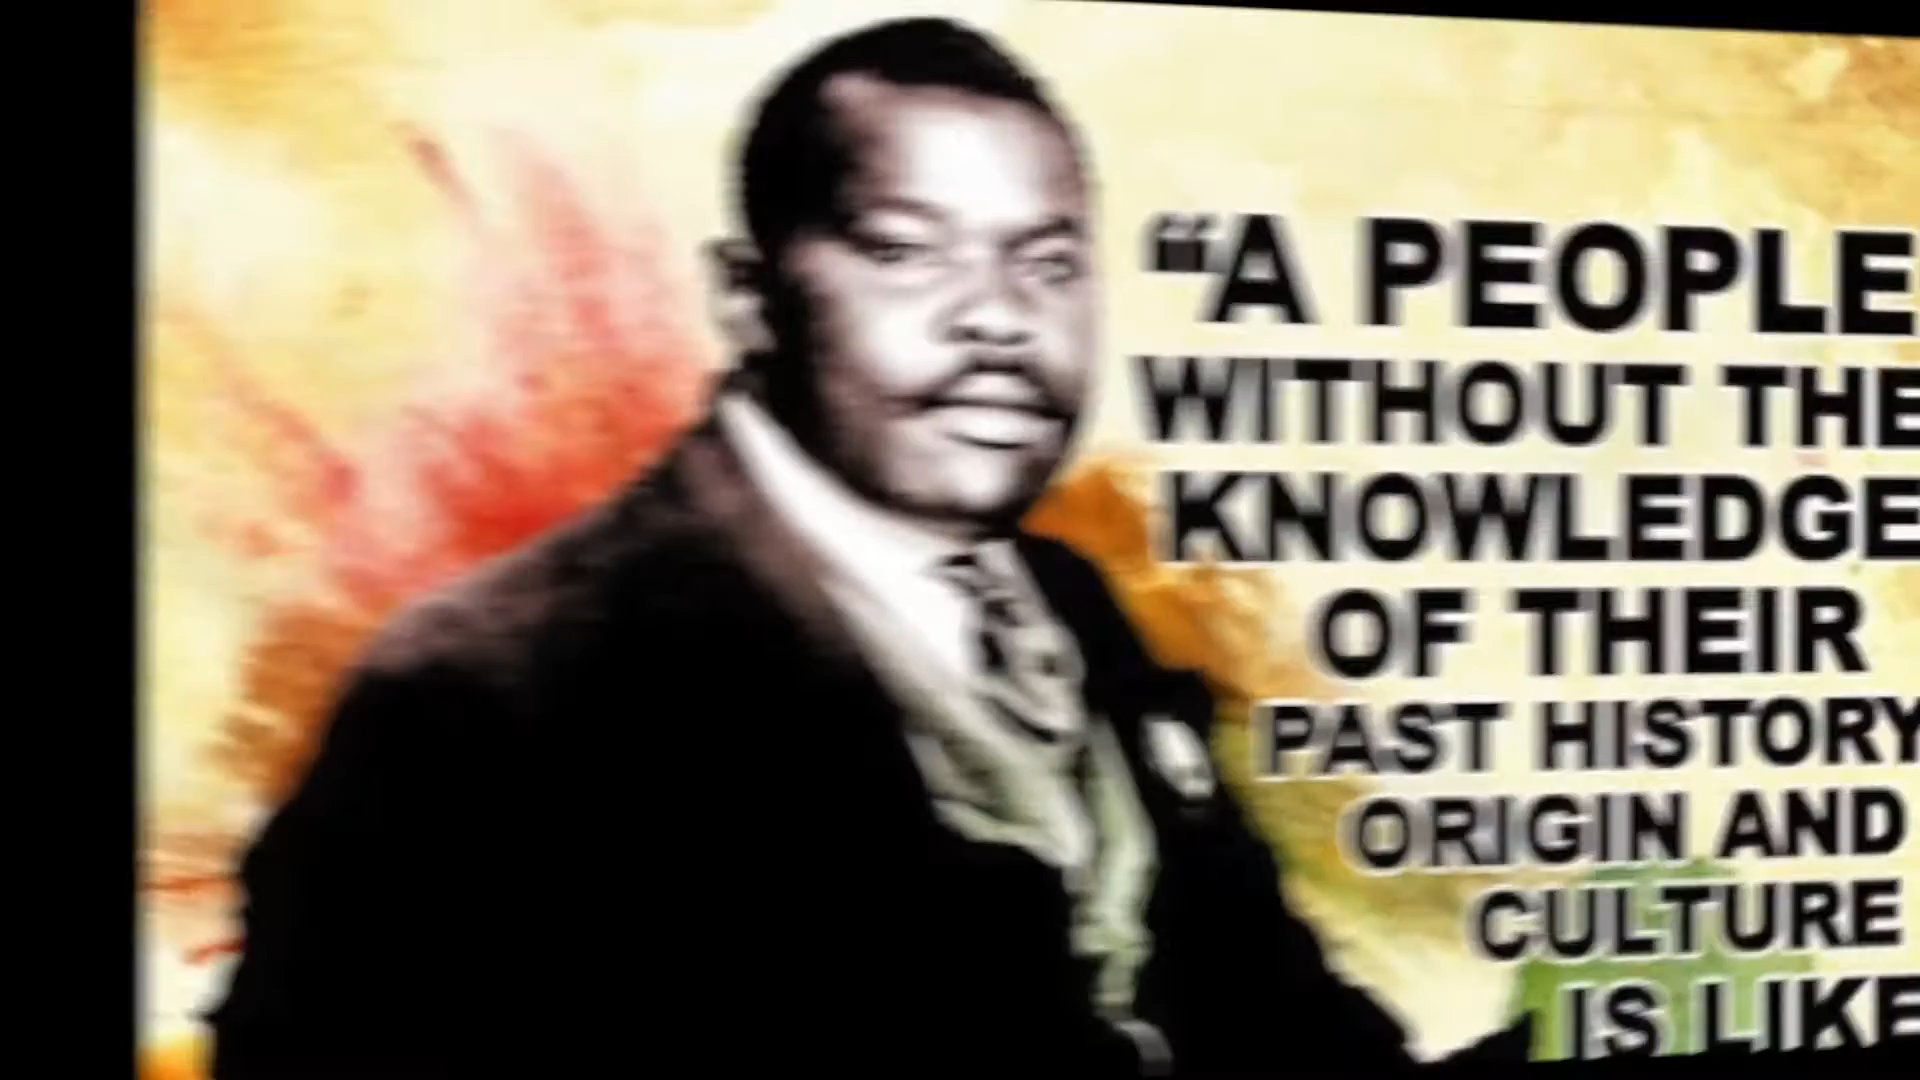 “A PEOPLE
WITHOUT THE
KNOWLEDGE
OF THEIR
PAST HISTORY
ORIGIN AND
CULTURE
IS LIKE